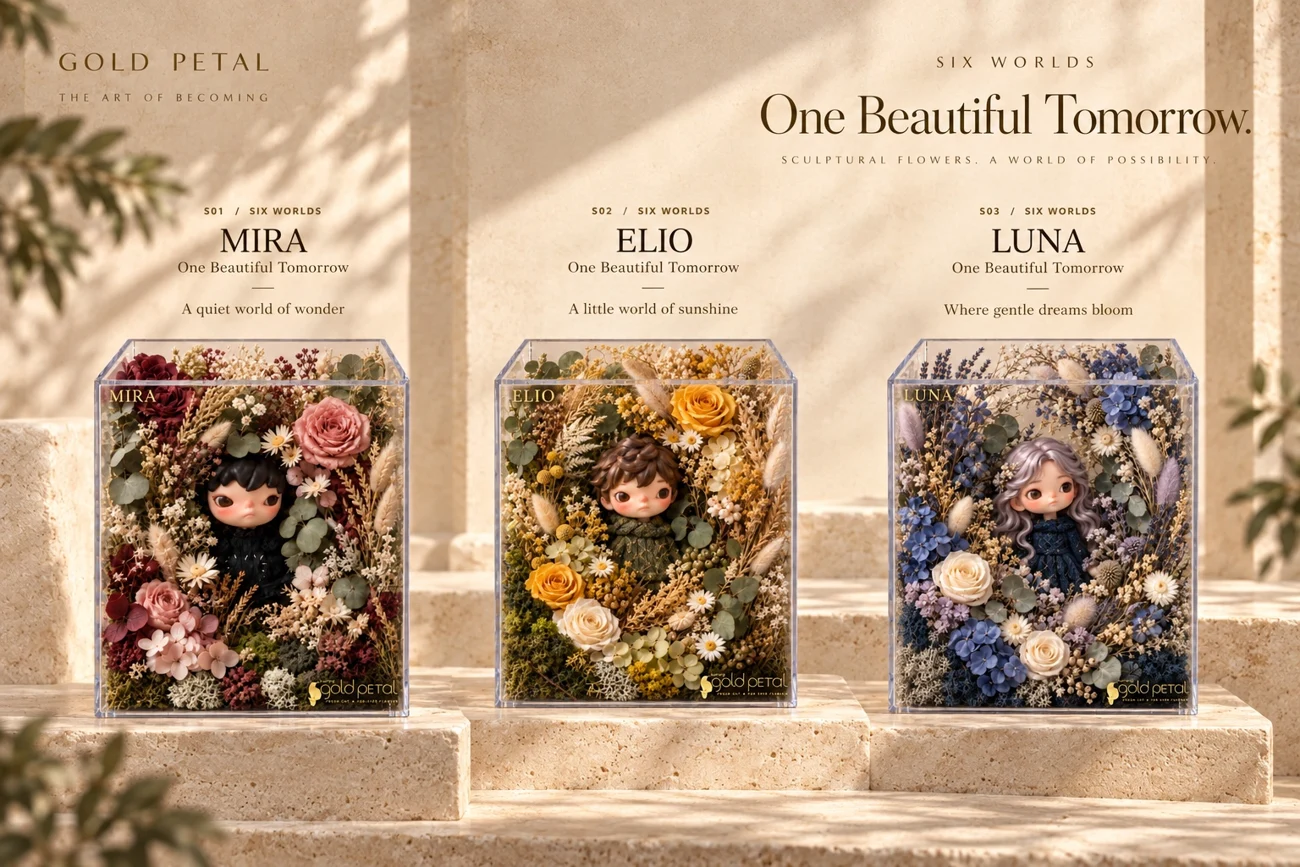 GOLD PETAL
THE ART OF BECOMING
SIX WORLDS
One Beautiful Tomorrow.
SCULPTURAL FLOWERS. A WORLD OF POSSIBILITY.
S01 / SIX WORLDS
MIRA
One Beautiful Tomorrow
A quiet world of wonder
S02 / SIX WORLDS
ELIO
One Beautiful Tomorrow
A little world of sunshine
S03 / SIX WORLDS
LUNA
One Beautiful Tomorrow
Where gentle dreams bloom
MIRA
ELIO
LUNA
gold petal
gold petal
gold petal